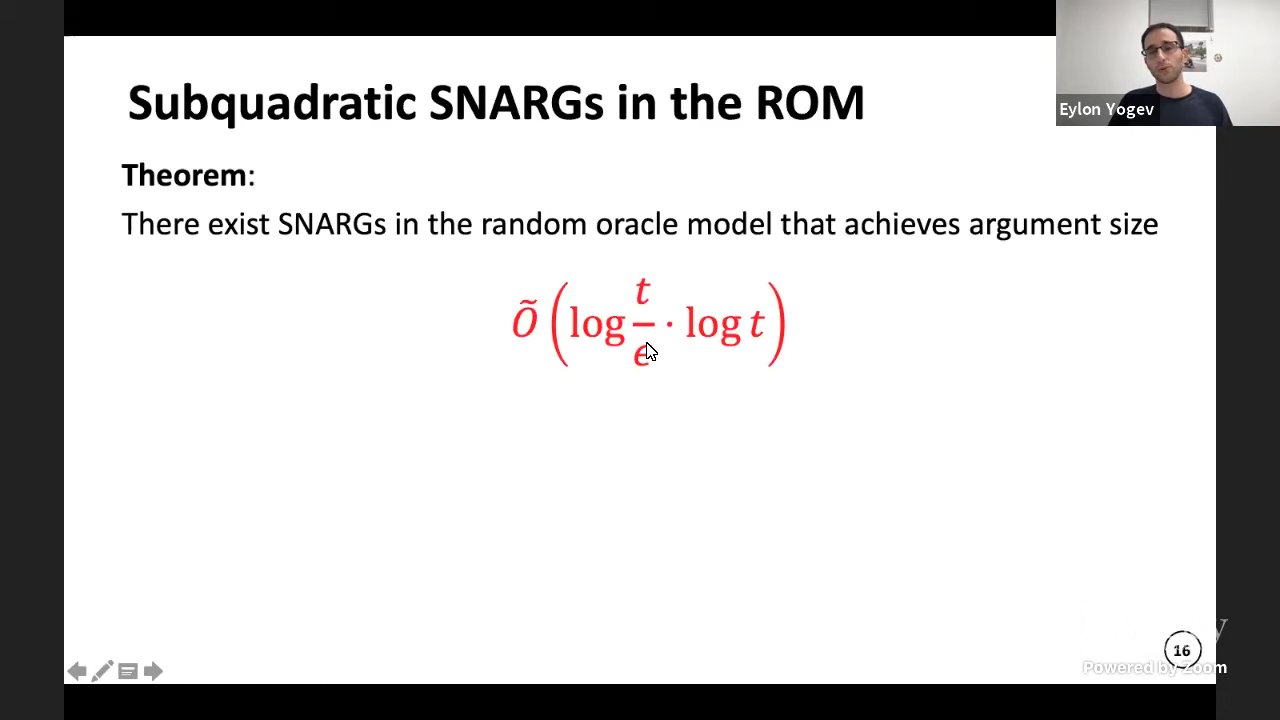 Subquadratic SNARGs in the ROM
Eylon Yogev
Theorem:
There exist SNARGs in the random oracle model that achieves argument size
Õ(log t/ϵ · log t)
16
Powered by Zoom